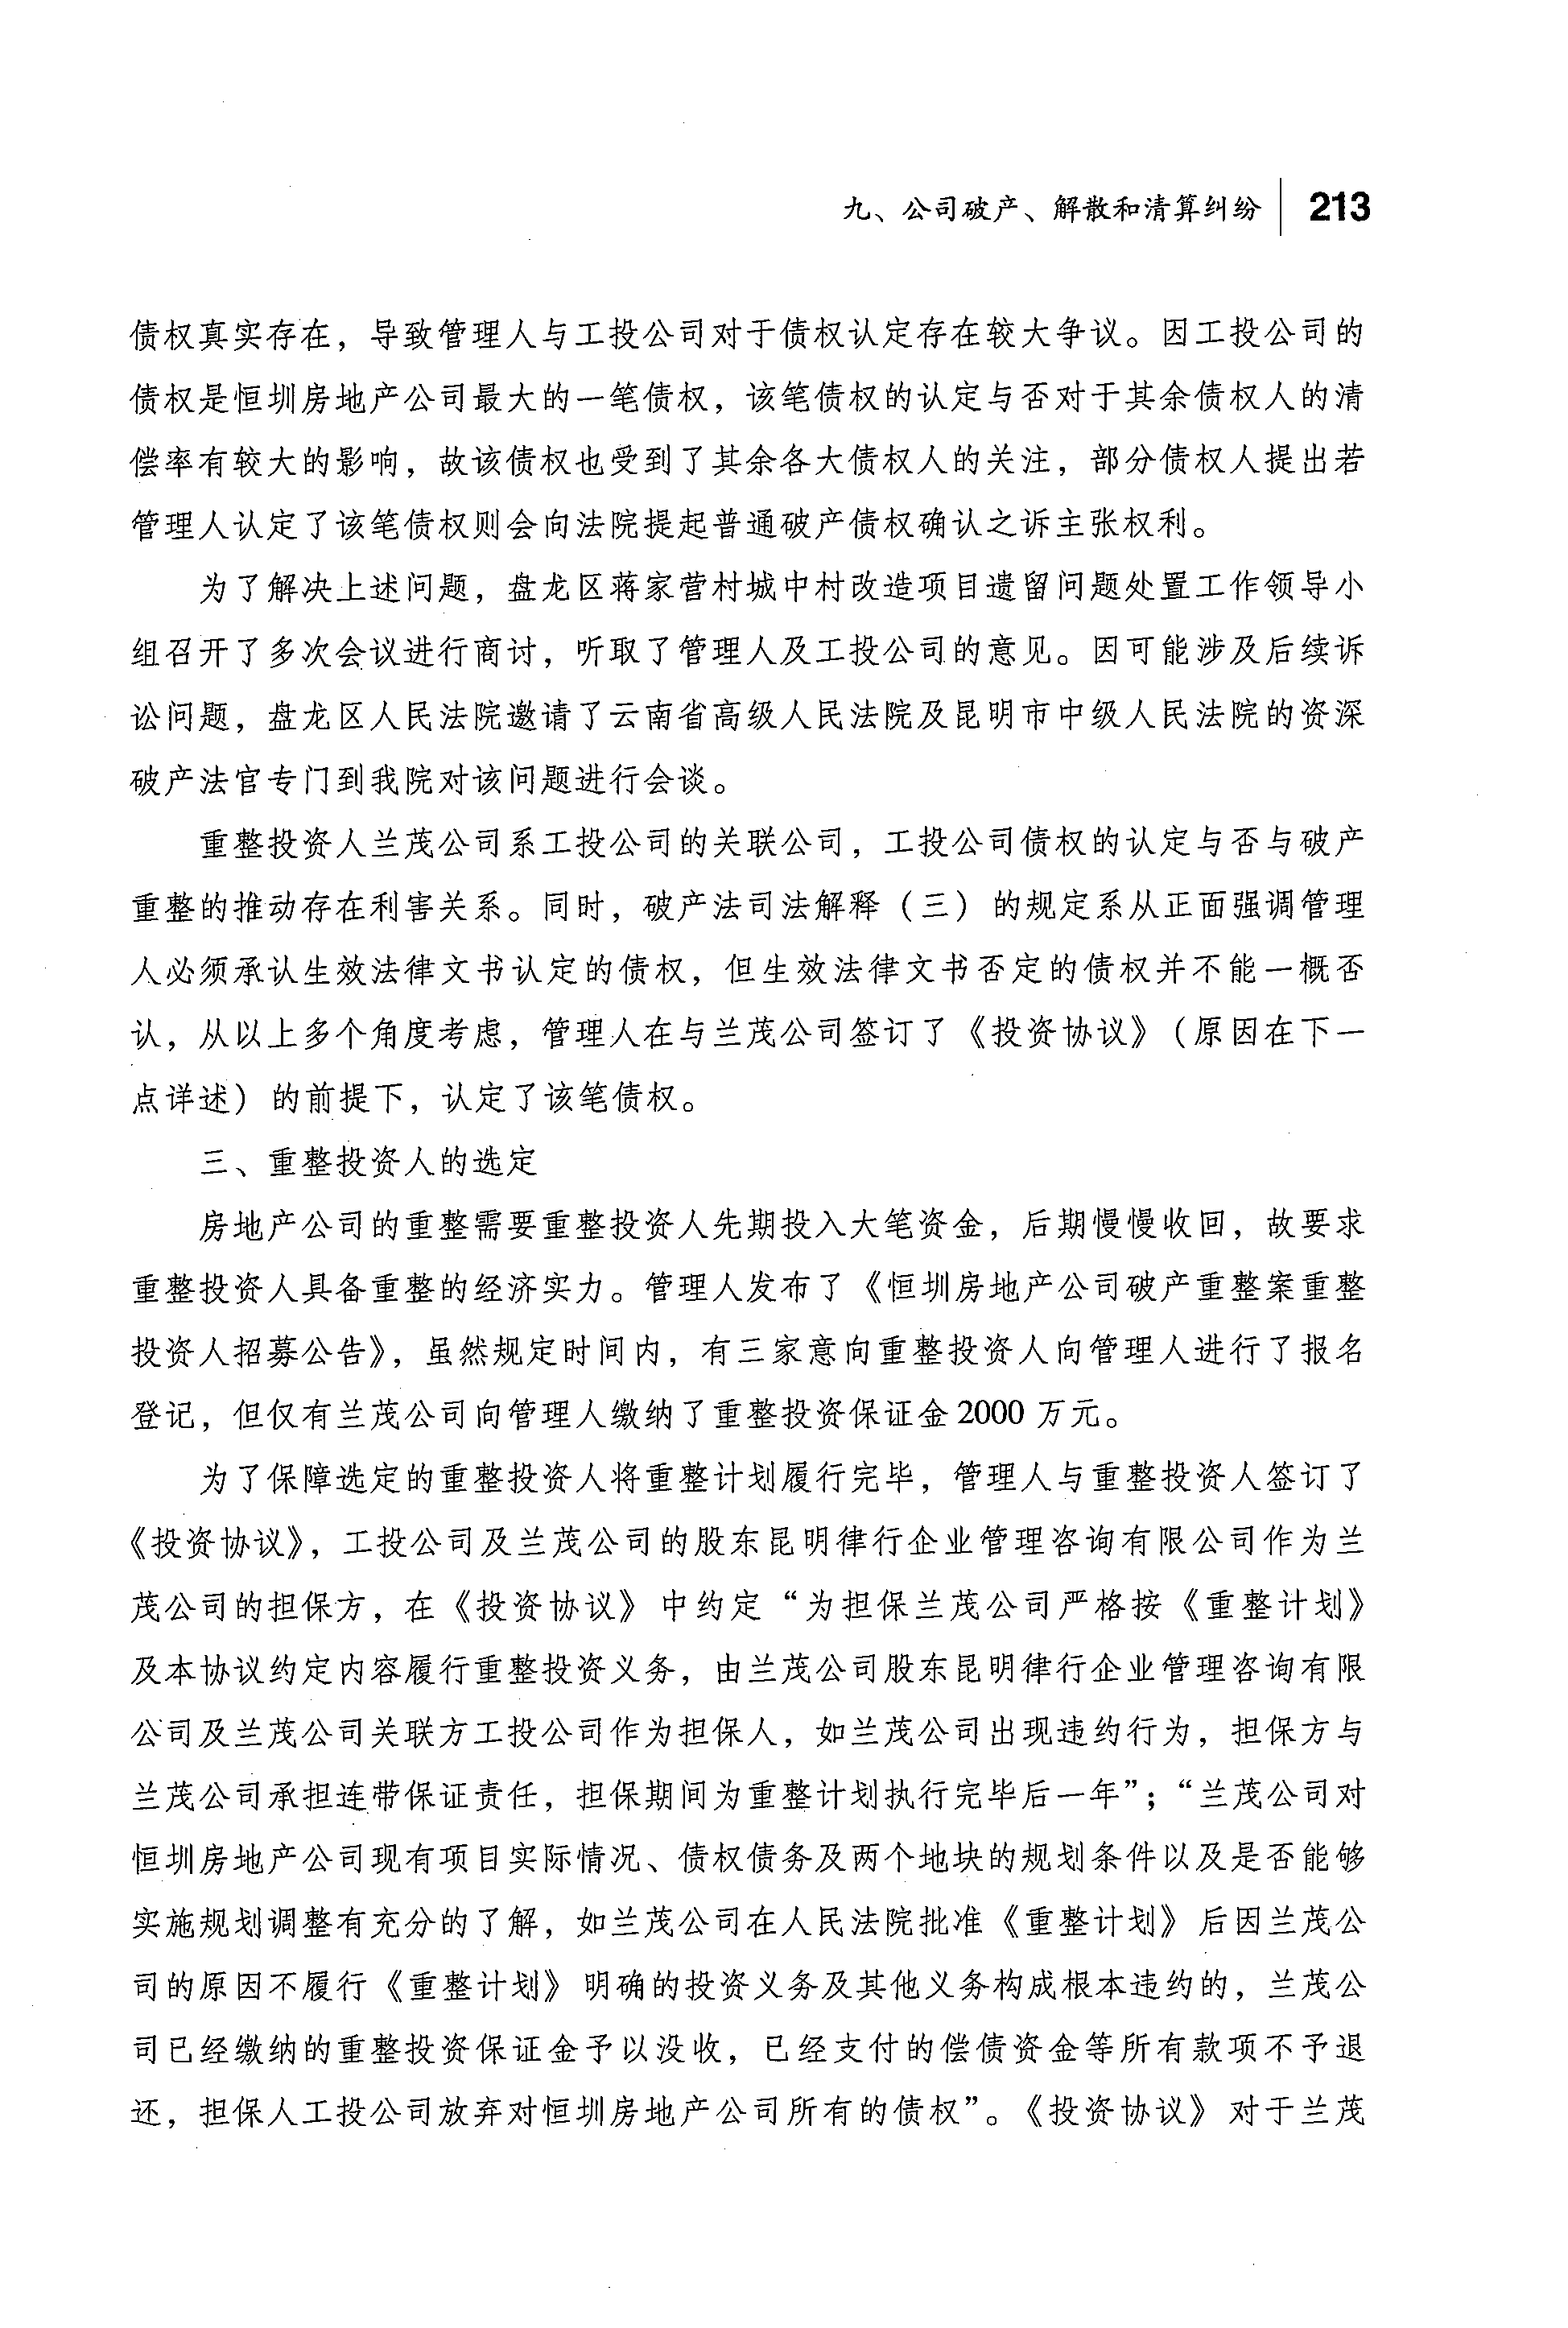 九、公司破产、解散和清算纠纷 213
债权真实存在，导致管理人与工投公司对于债权认定存在较大争议。因工投公司的
债权是恒圳房地产公司最大的一笔债权，该笔债权的认定与否对于其余债权人的清
偿率有较大的影响，故该债权也受到了其余各大债权人的关注，部分债权人提出若
管理人认定了该笔债权则会向法院提起普通破产债权确认之诉主张权利。
为了解决上述问题，盘龙区蒋家营村城中村改造项目遗留问题处置工作领导小
组召开了多次会议进行商讨，听取了管理人及工投公司的意见。因可能涉及后续诉
讼问题，盘龙区人民法院邀请了云南省高级人民法院及昆明市中级人民法院的资深
破产法官专门到我院对该问题进行会谈。
重整投资人兰茂公司系工投公司的关联公司，工投公司债权的认定与否与破产
重整的推动存在利害关系。同时，破产法司法解释（三）的规定系从正面强调管理
人必须承认生效法律文书认定的债权，但生效法律文书否定的债权并不能一概否
认，从以上多个角度考虑，管理人在与兰茂公司签订了《投资协议》（原因在下一
点详述）的前提下，认定了该笔债权。
三、重整投资人的选定
房地产公司的重整需要重整投资人先期投入大笔资金，后期慢慢收回，故要求
重整投资人具备重整的经济实力。管理人发布了《恒圳房地产公司破产重整案重整
投资人招募公告》，虽然规定时间内，有三家意向重整投资人向管理人进行了报名
登记，但仅有兰茂公司向管理人缴纳了重整投资保证金2000万元。
为了保障选定的重整投资人将重整计划履行完毕，管理人与重整投资人签订了
《投资协议》，工投公司及兰茂公司的股东昆明律行企业管理咨询有限公司作为兰
茂公司的担保方，在《投资协议》中约定“为担保兰茂公司严格按《重整计划》
及本协议约定内容履行重整投资义务，由兰茂公司股东昆明律行企业管理咨询有限
公司及兰茂公司关联方工投公司作为担保人，如兰茂公司出现违约行为，担保方与
兰茂公司承担连带保证责任，担保期间为重整计划执行完毕后一年”；“兰茂公司对
恒圳房地产公司现有项目实际情况、债权债务及两个地块的规划条件以及是否能够
实施规划调整有充分的了解，如兰茂公司在人民法院批准《重整计划》后因兰茂公
司的原因不履行《重整计划》明确的投资义务及其他义务构成根本违约的，兰茂公
司已经缴纳的重整投资保证金予以没收，已经支付的偿债资金等所有款项不予退
还，担保人工投公司放弃对恒圳房地产公司所有的债权”。《投资协议》对于兰茂